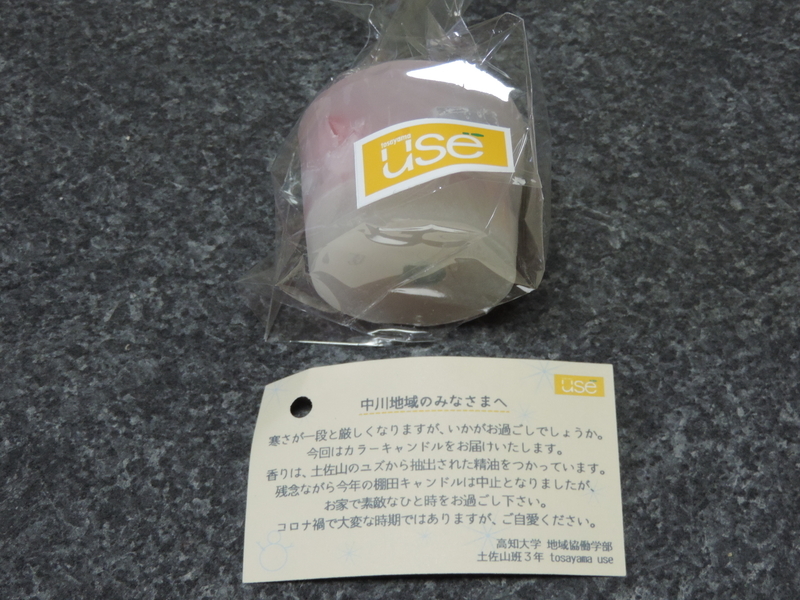 tosayama
use
use
中川地域のみなさまへ
寒さが一段と厳しくなりますが、いかがお過ごしでしょうか。
今回はカラーキャンドルをお届けいたします。
香りは、土佐山のユズから抽出された精油をつかっています。
残念ながら今年の棚田キャンドルは中止となりましたが、
お家で素敵なひと時をお過ごし下さい。
コロナ禍で大変な時期ではありますが、ご自愛ください。
高知大学 地域協働学部
土佐山班3年 tosayama use